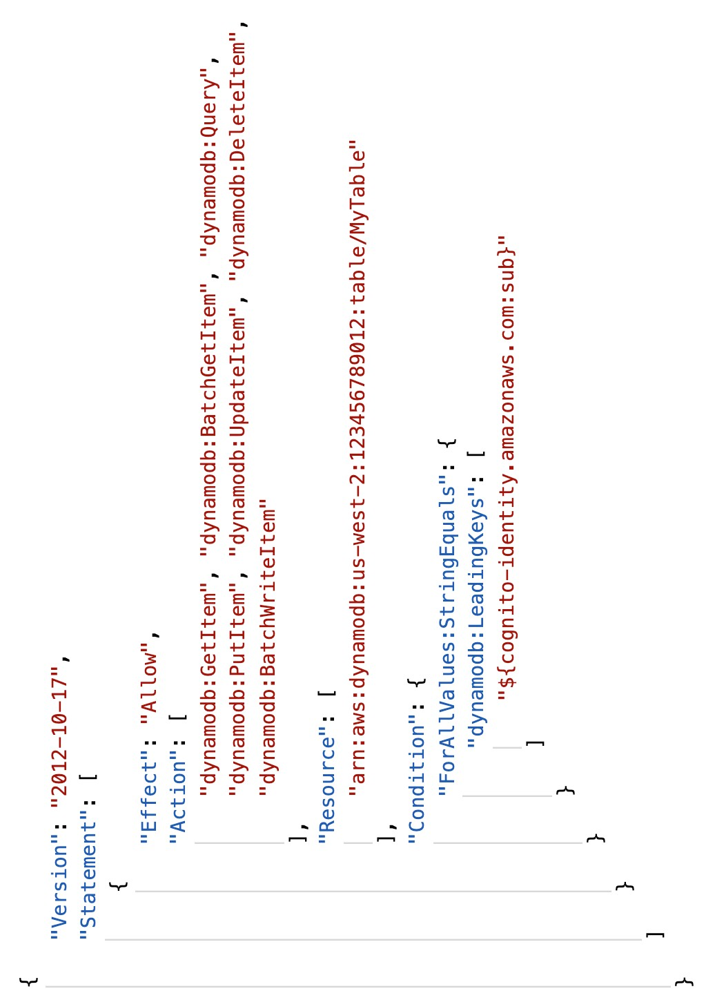 {
    "Version": "2012-10-17",
    "Statement": [
        {
            "Effect": "Allow",
            "Action": [
                "dynamodb:GetItem", "dynamodb:BatchGetItem", "dynamodb:Query",
                "dynamodb:PutItem", "dynamodb:UpdateItem", "dynamodb:DeleteItem",
                "dynamodb:BatchWriteItem"
            ],
            "Resource": [
                "arn:aws:dynamodb:us-west-2:123456789012:table/MyTable"
            ],
            "Condition": {
                "ForAllValues:StringEquals": {
                    "dynamodb:LeadingKeys": [
                        "${cognito-identity.amazonaws.com:sub}"
                    ]
                }
            }
        }
    ]
}